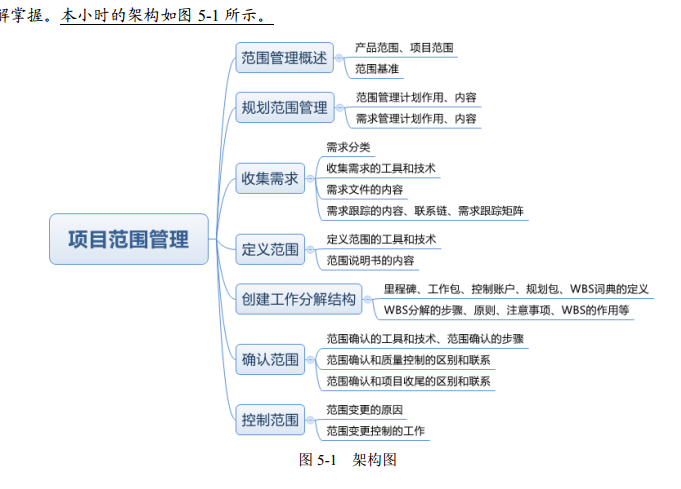 解掌握。本小时的架构如图 5-1 所示。
范围管理概述
产品范围、项目范围
范围基准
规划范围管理
范围管理计划作用、内容
需求管理计划作用、内容
收集需求
需求分类
收集需求的工具和技术
需求文件的内容
需求跟踪的内容、联系链、需求跟踪矩阵
项目范围管理
定义范围
定义范围的工具和技术
范围说明书的内容
创建工作分解结构
里程碑、工作包、控制账户、规划包、WBS词典的定义
WBS分解的步骤、原则、注意事项、WBS的作用等
确认范围
范围确认的工具和技术、范围确认的步骤
范围确认和质量控制的区别和联系
范围确认和项目收尾的区别和联系
控制范围
范围变更的原因
范围变更控制的工作
图 5-1 架构图